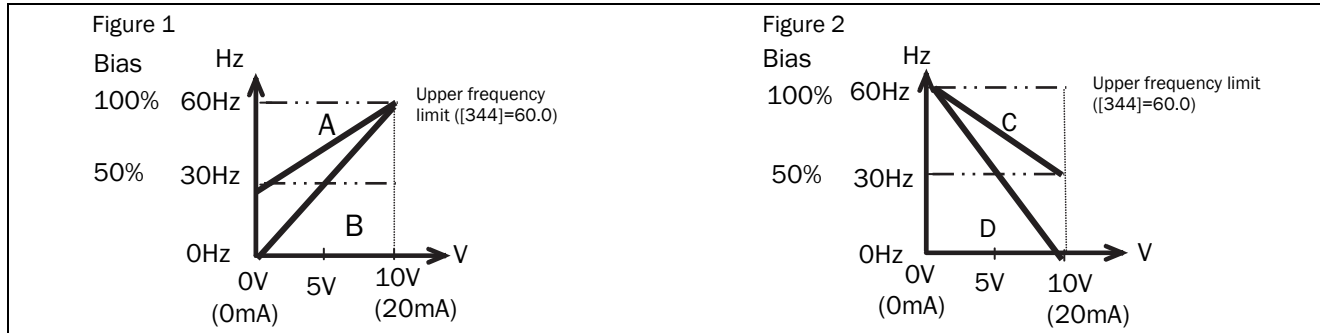 Figure 1
Bias
Hz
100%
60Hz
A
Upper frequency
limit ([344]=60.0)
50%
30Hz
B
0Hz
V
0V
5V
10V
(0mA)
(20mA)
Figure 2
Bias
Hz
100%
60Hz
Upper frequency limit
([344]=60.0)
C
50%
30Hz
D
0Hz
V
0V
5V
10V
(0mA)
(20mA)